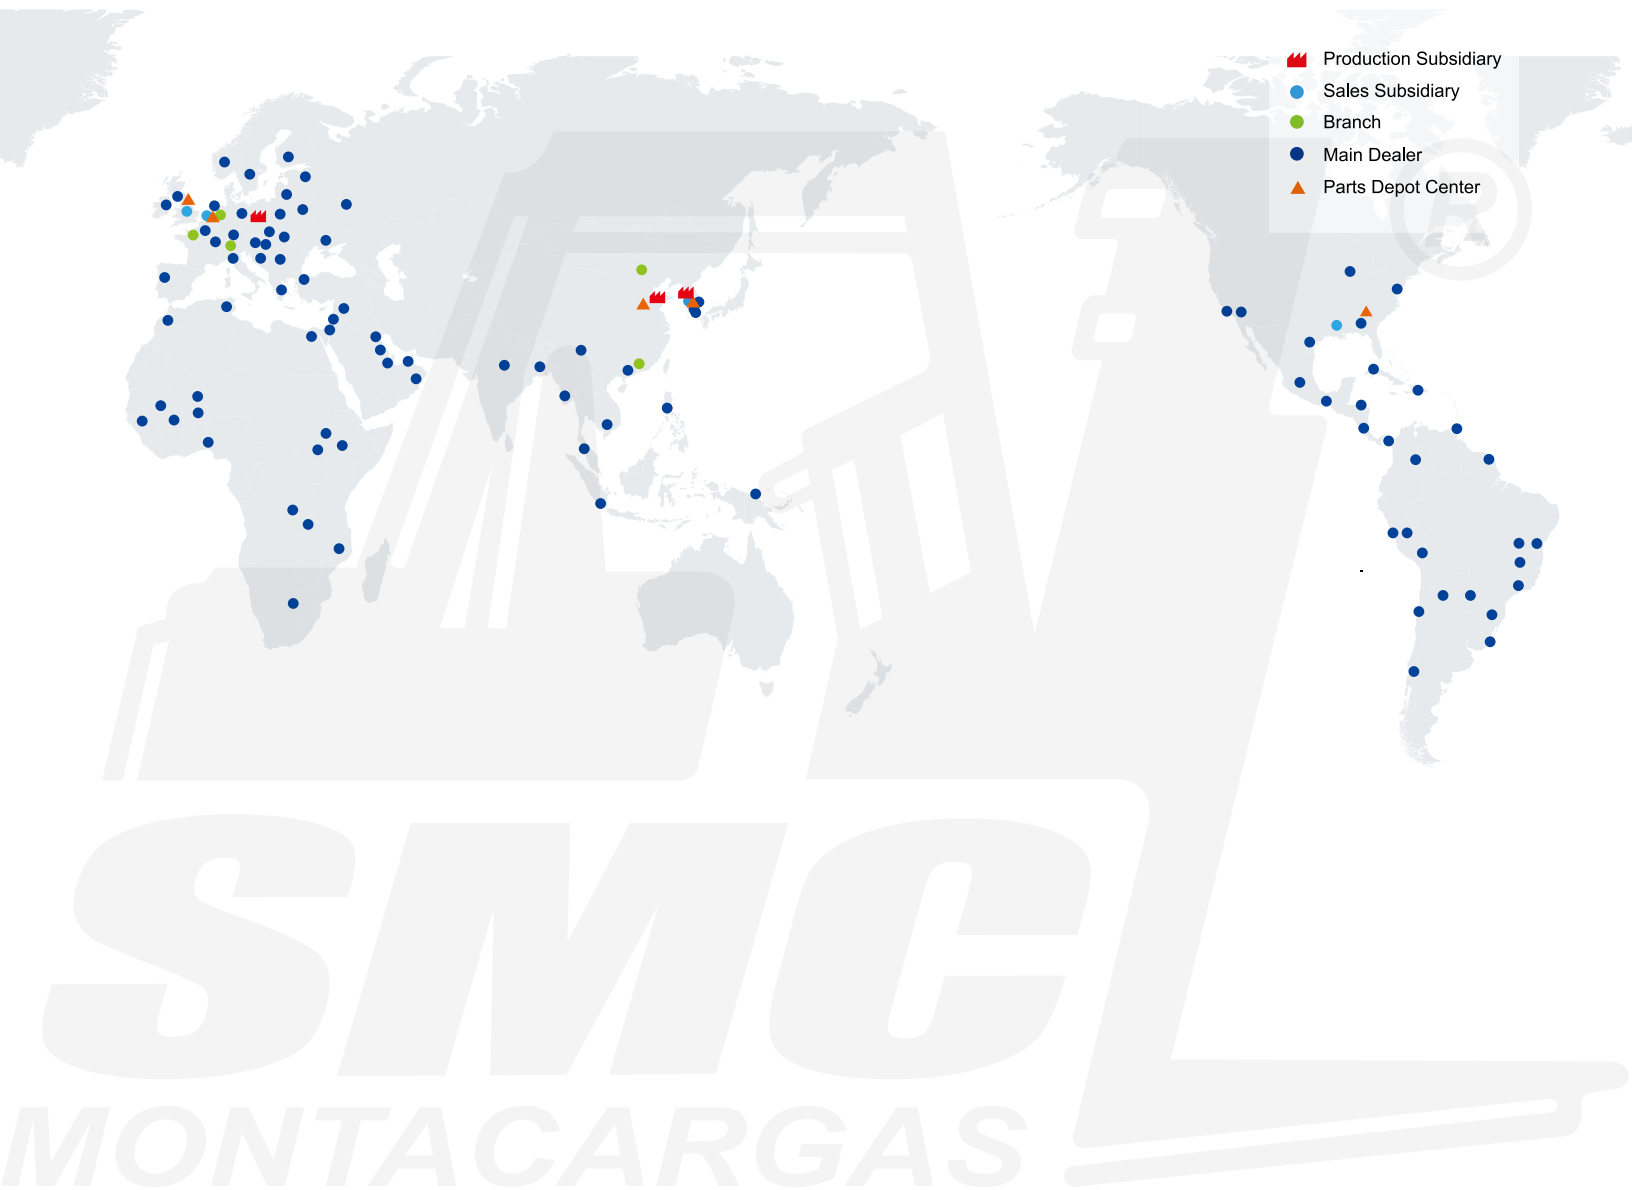 Production Subsidiary
Sales Subsidiary
Branch
Main Dealer
Parts Depot Center
®
SMC
MONTACARGAS